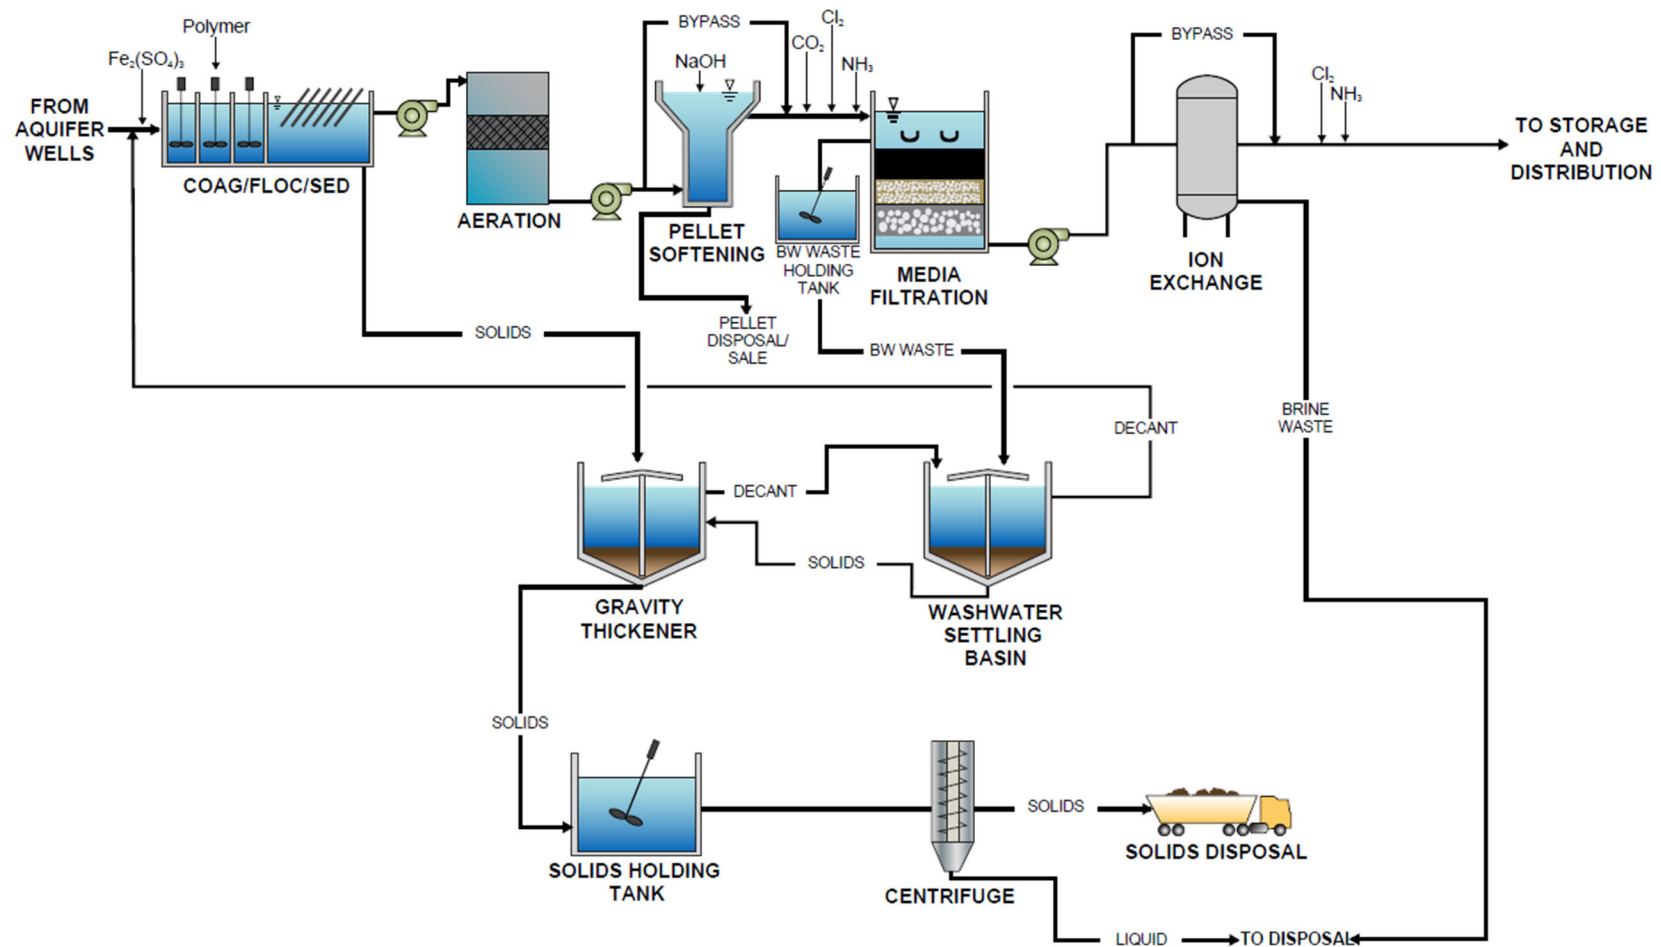 Polymer
Fe₂(SO₄)₃
FROM
AQUIFER
WELLS
COAG/FLOC/SED
AERATION
BYPASS
NaOH
PELLET
SOFTENING
PELLET
DISPOSAL/
SALE
Cl₂
CO₂
NH₃
BW WASTE
HOLDING
TANK
MEDIA
FILTRATION
BYPASS
ION
EXCHANGE
Cl₂
NH₃
TO STORAGE
AND
DISTRIBUTION
SOLIDS
BW WASTE
DECANT
BRINE
WASTE
DECANT
SOLIDS
GRAVITY
THICKENER
WASHWATER
SETTLING
BASIN
SOLIDS
SOLIDS HOLDING
TANK
CENTRIFUGE
SOLIDS
SOLIDS DISPOSAL
LIQUID
TO DISPOSAL